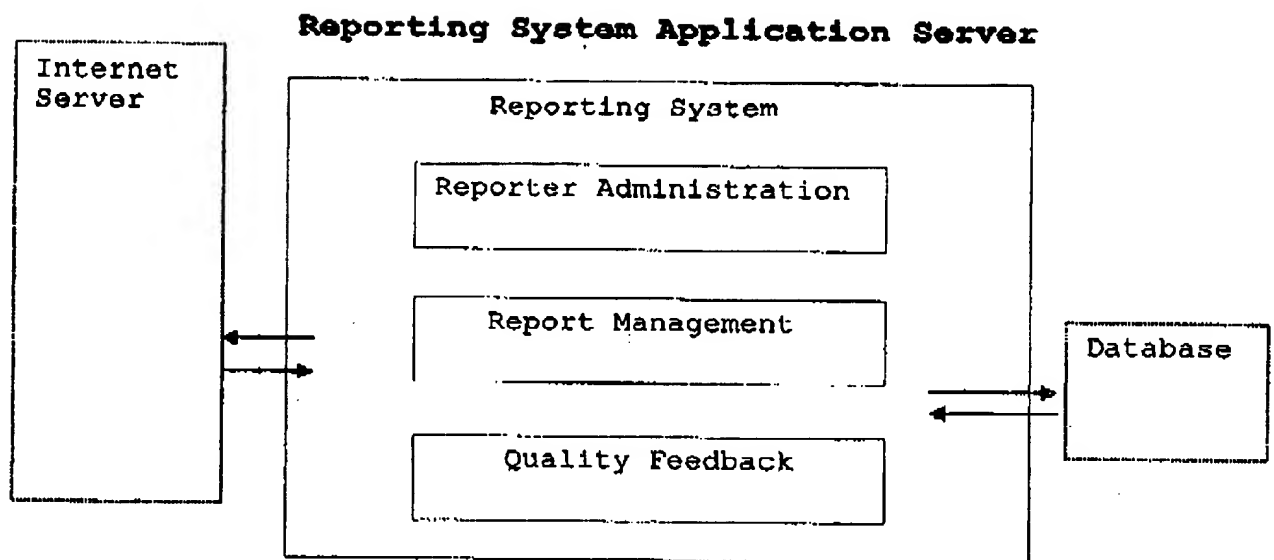 Reporting System Application Server
Internet
Server
Reporting System
Reporter Administration
Report Management
Database
Quality Feedback